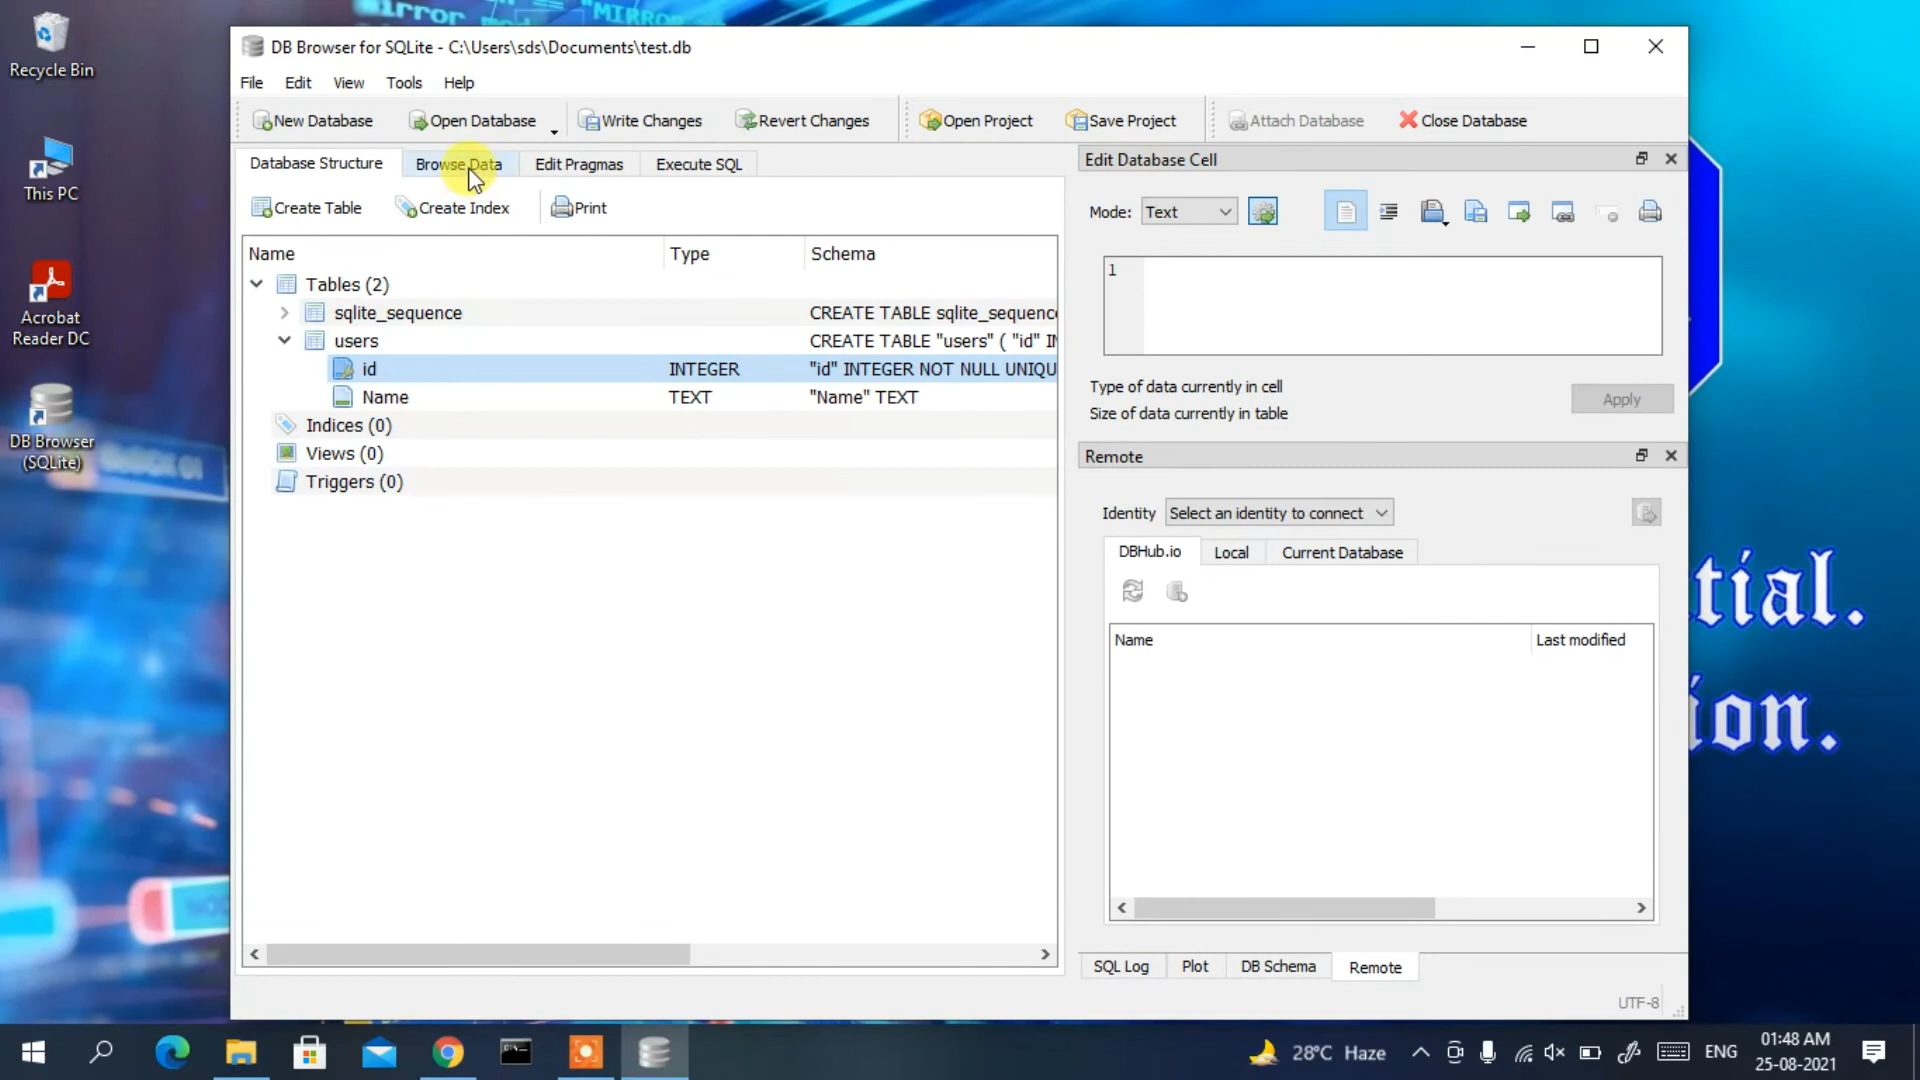 Mirror mod
== "MIRROR
Recycle Bin
This PC
Acrobat
Reader DC
DB Browser
(SQLite)
DB Browser for SQLite - C:\Users\sds\Documents\test.db
File Edit View Tools Help
New Database Open Database Write Changes Revert Changes Open Project Save Project Attach Database Close Database
Database Structure Browse Data Edit Pragmas Execute SQL
Create Table Create Index Print
Name Type Schema
Tables (2)
sqlite_sequence CREATE TABLE sqlite_sequence
users CREATE TABLE "users" ( "id" IN
id INTEGER "id" INTEGER NOT NULL UNIQU
Name TEXT "Name" TEXT
Indices (0)
Views (0)
Triggers (0)
Edit Database Cell
Mode: Text
1
Type of data currently in cell
Size of data currently in table
Apply
Remote
Identity Select an identity to connect
DBHub.io Local Current Database
Name Last modified
SQL Log Plot DB Schema Remote
UTF-8
tial.
ion.
28°C Haze
ENG
01:48 AM
25-08-2021